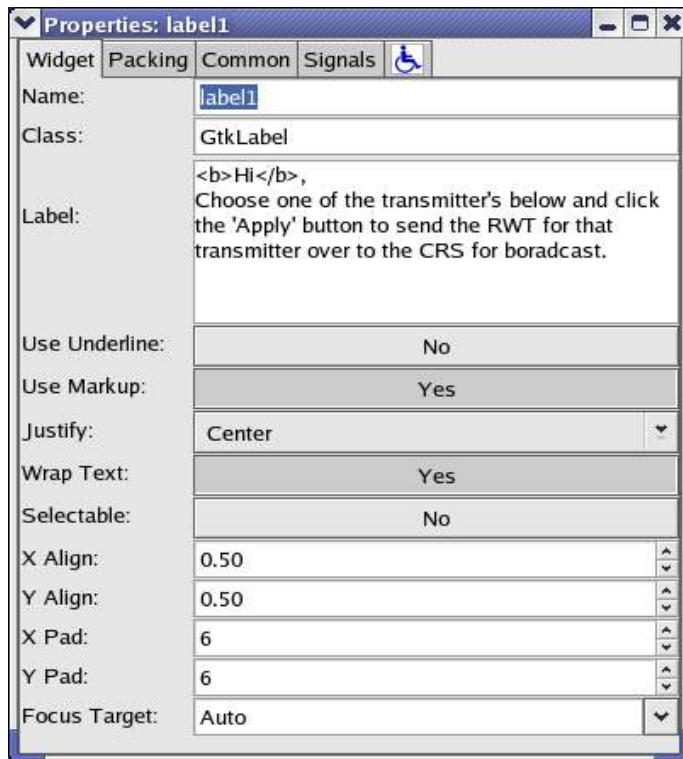 Properties: label1
Widget Packing Common Signals
Name: label1
Class: GtkLabel
Label: <b>Hi</b>,
Choose one of the transmitter's below and click
the 'Apply' button to send the RWT for that
transmitter over to the CRS for boradcast.
Use Underline: No
Use Markup: Yes
Justify: Center
Wrap Text: Yes
Selectable: No
X Align: 0.50
Y Align: 0.50
X Pad: 6
Y Pad: 6
Focus Target: Auto